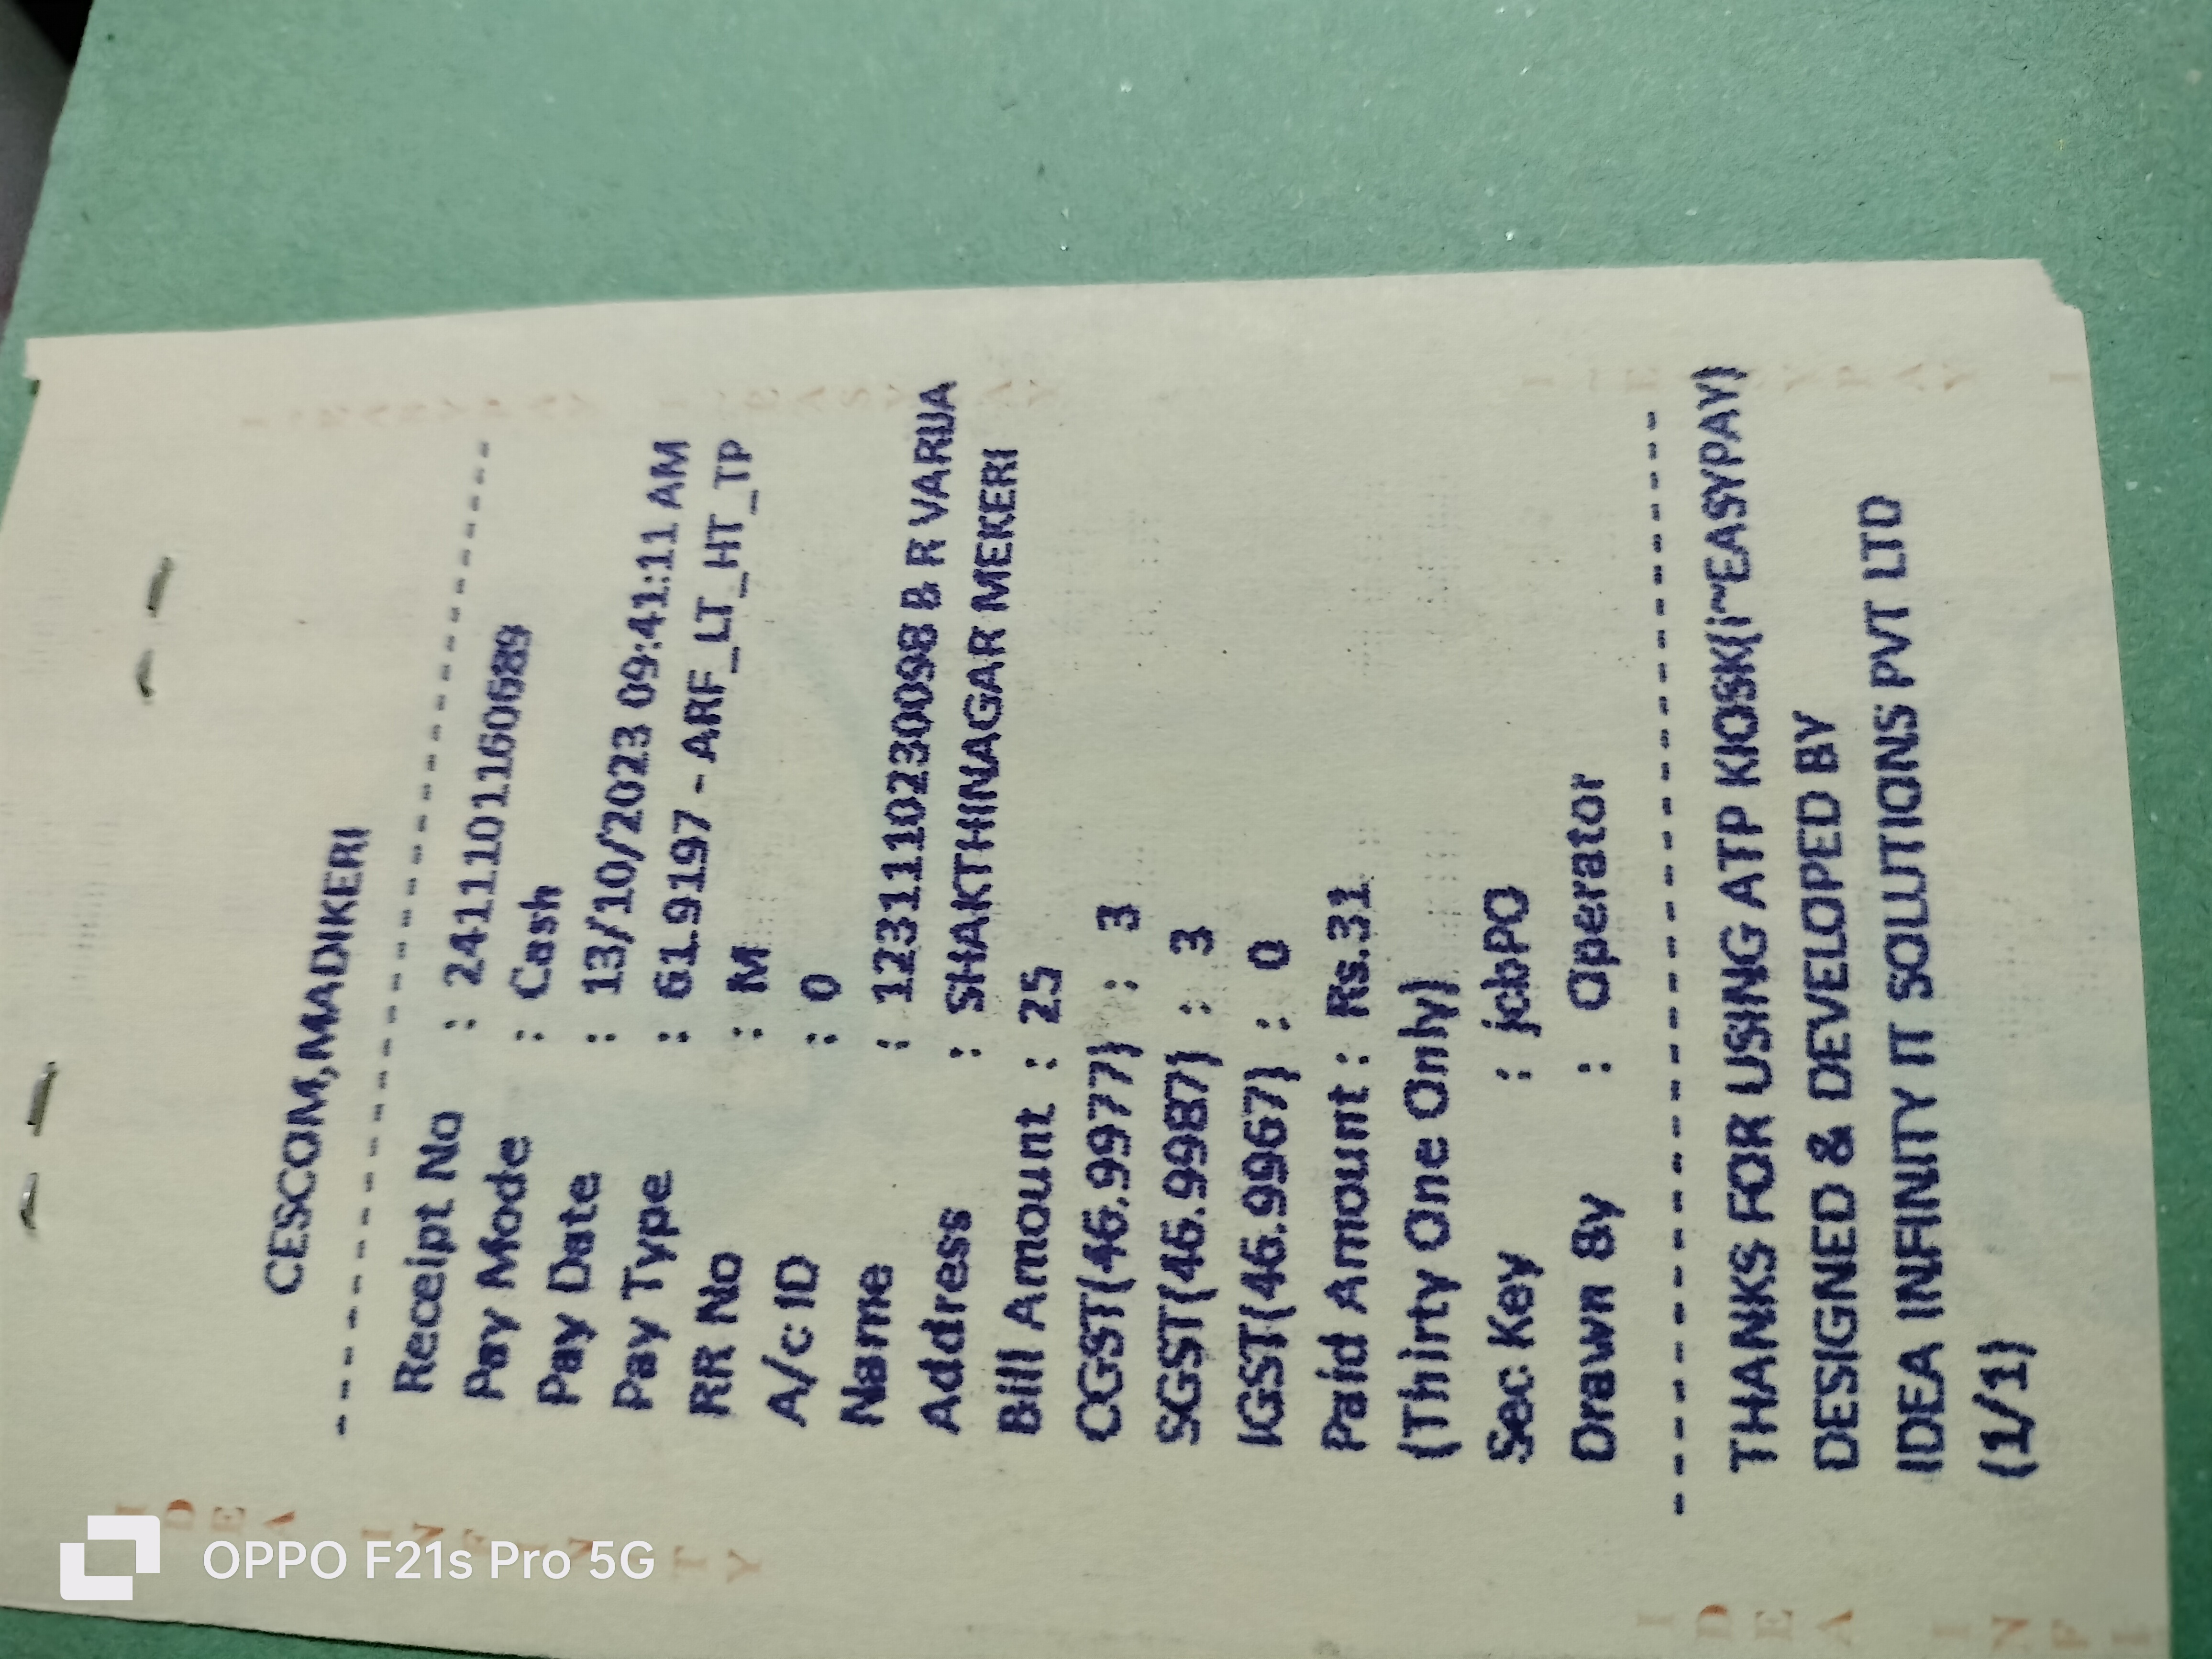 CESCOM,MADIKERI
--------------------------------
Receipt No : 2411101160689
Pay Mode : Cash
Pay Date : 13/10/2023 09:41:11 AM
Pay Type : 61.9197 - ARF_LT_HT_TP
RR No : M
A/c ID : 0
Name : 1231110230098 B R VARIJA
Address : SHAKTHINAGAR MEKERI
Bill Amount : 25
CGST(46.9977) : 3
SGST(46.9987) : 3
IGST(46.9967) : 0
Paid Amount : Rs.31
(Thirty One Only)
Sec Key : jcbPO
Drawn By : Operator
--------------------------------
THANKS FOR USING ATP KIOSK(i~EASYPAY)
DESIGNED & DEVELOPED BY
IDEA INFINITY IT SOLUTIONS PVT LTD
(1/1)
OPPO F21s Pro 5G